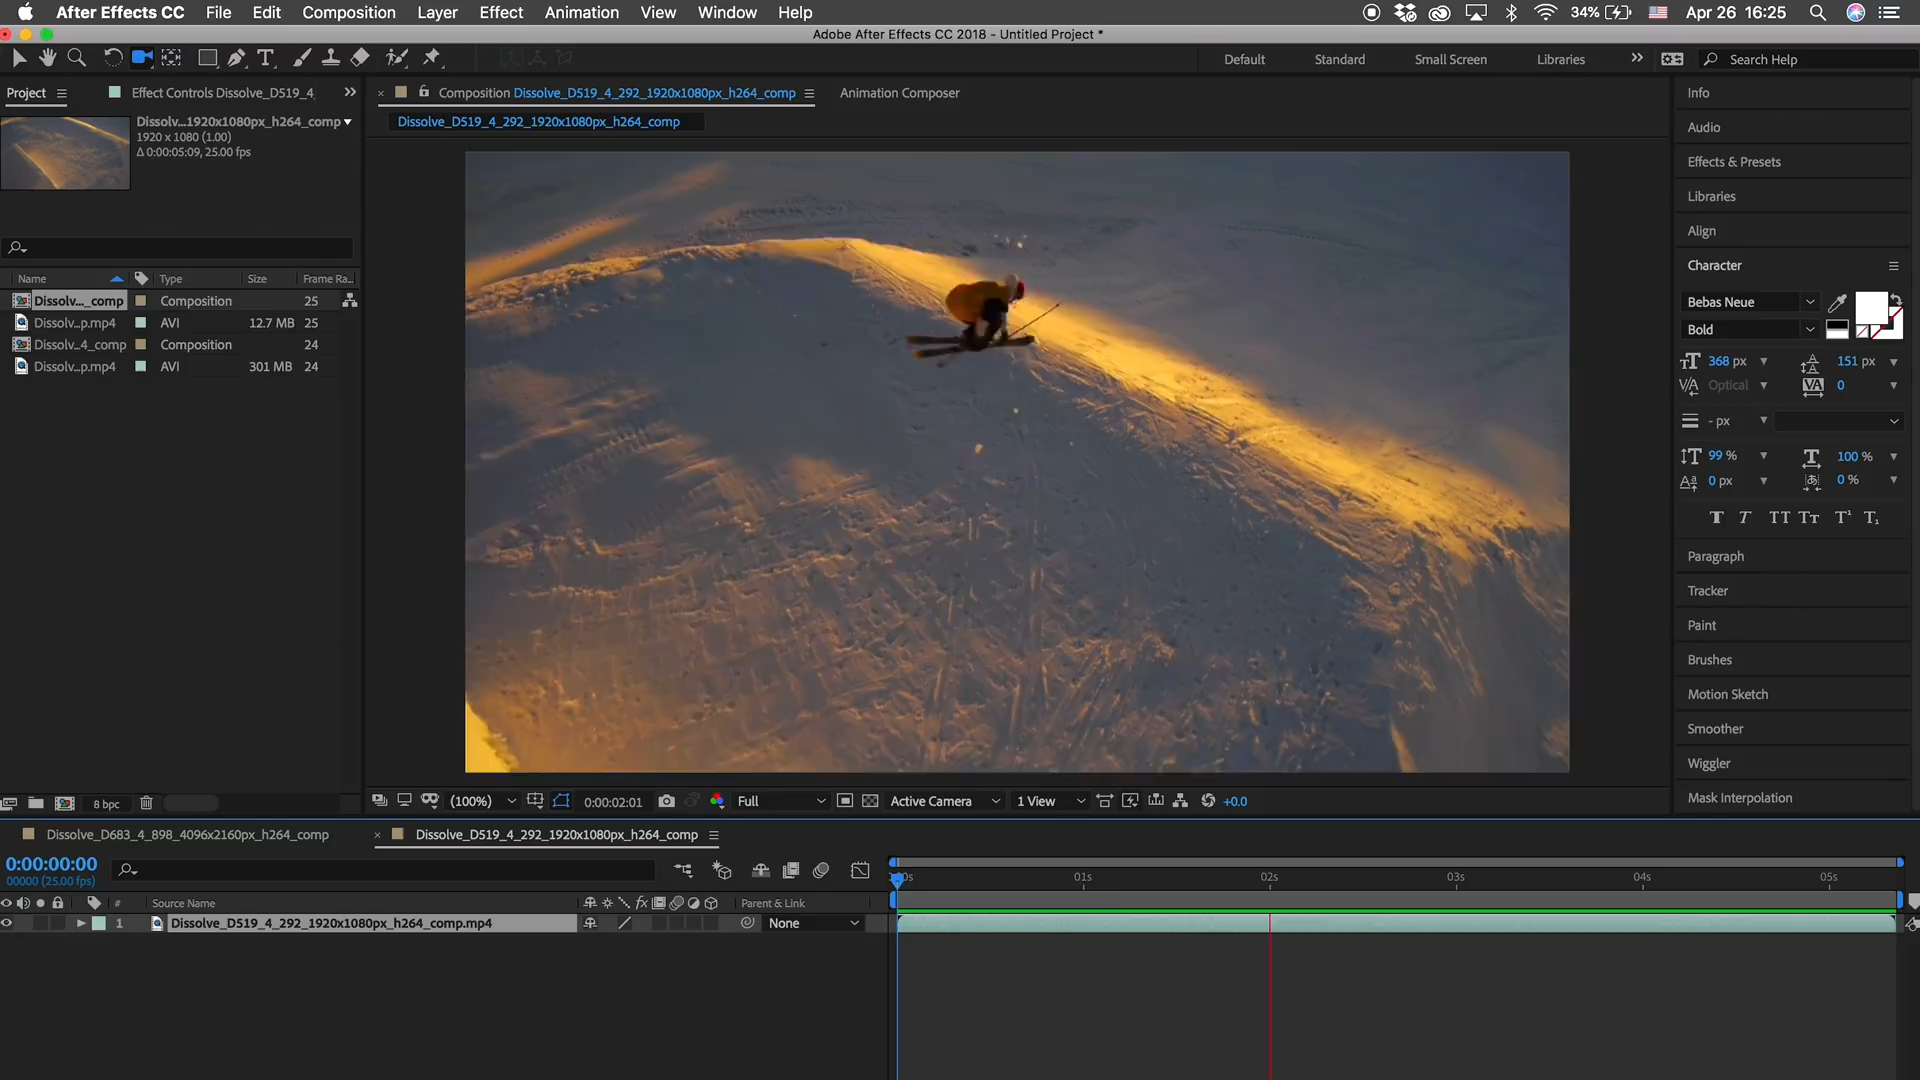 After Effects CC File Edit Composition Layer Effect Animation View Window Help 34% Apr 26 16:25
Adobe After Effects CC 2018 - Untitled Project *
Default Standard Small Screen Libraries Search Help
Project Effect Controls Dissolve_D519_4_ Composition Dissolve_D519_4_292_1920x1080px_h264_comp Animation Composer Info
Dissolv...1920x1080px_h264_comp Dissolve_D519_4_292_1920x1080px_h264_comp Audio
1920 x 1080 (1.00)
Δ 0:00:05:09, 25.00 fps
Effects & Presets
Libraries
Align
Character
Name Type Size Frame Ra...
Dissolv..._comp Composition 25
Dissolv...p.mp4 AVI 12.7 MB 25
Dissolv...4_comp Composition 24
Dissolv...p.mp4 AVI 301 MB 24
Bebas Neue
Bold
368 px 151 px
Optical 0
- px
99 % 100 %
0 px 0 %
T T TT Tт T¹ T₁
Paragraph
Tracker
Paint
Brushes
Motion Sketch
Smoother
Wiggler
Mask Interpolation
8 bpc (100%) 0:00:02:01 Full Active Camera 1 View +0.0
Dissolve_D683_4_898_4096x2160px_h264_comp Dissolve_D519_4_292_1920x1080px_h264_comp
0:00:00:00
00000 (25.00 fps)
:00s 01s 02s 03s 04s 05s
# Source Name fx Parent & Link
1 Dissolve_D519_4_292_1920x1080px_h264_comp.mp4 None